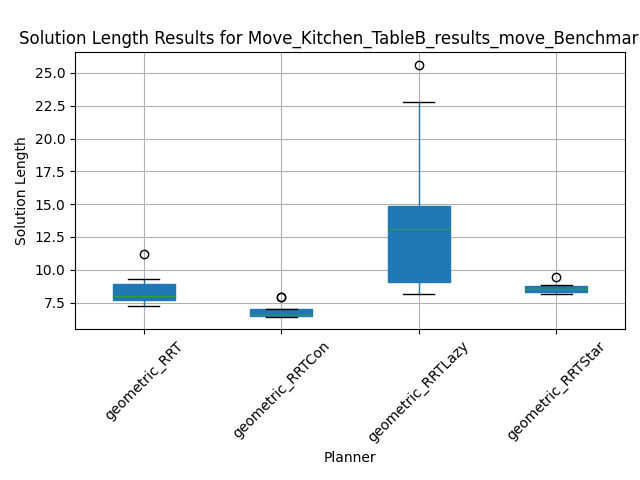 Solution Length Results for Move_Kitchen_TableB_results_move_Benchmar
25.0
22.5
20.0
17.5
15.0
12.5
10.0
7.5
Solution Length
geometric_RRT
geometric_RRTCon
geometric_RRTLazy
geometric_RRTStar
Planner